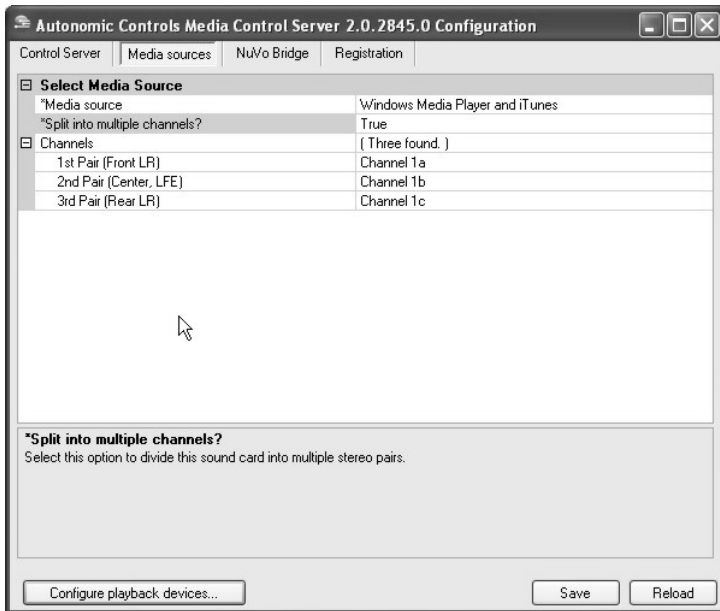 Autonomic Controls Media Control Server 2.0.2845.0 Configuration
Control Server Media sources NuVo Bridge Registration
Select Media Source
*Media source Windows Media Player and iTunes
*Split into multiple channels? True
Channels ( Three found. )
1st Pair (Front LR) Channel 1a
2nd Pair (Center, LFE) Channel 1b
3rd Pair (Rear LR) Channel 1c
*Split into multiple channels?
Select this option to divide this sound card into multiple stereo pairs.
Configure playback devices... Save Reload